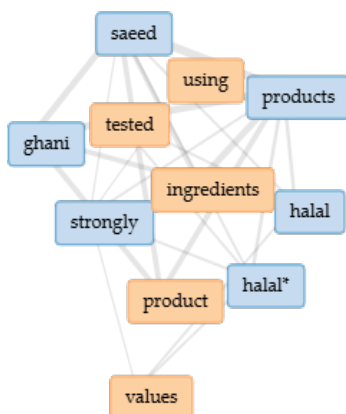 saeed
using
products
tested
ghani
ingredients
halal
strongly
halal*
product
values